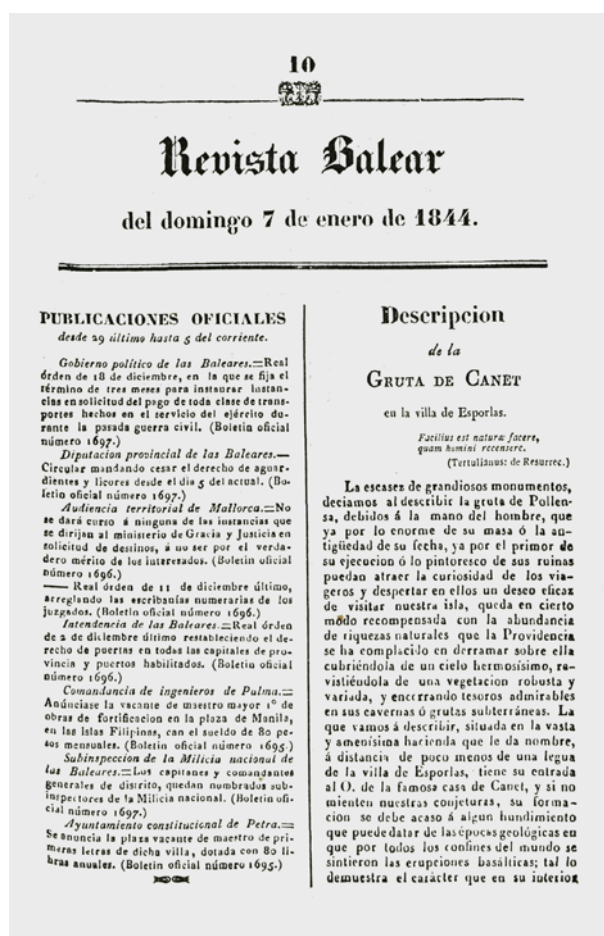 10
Revista Balear
del domingo 7 de enero de 1844.
PUBLICACIONES OFICIALES
desde 29 último hasta 5 del corriente.
Gobierno político de las Baleares.=Real
órden de 18 de diciembre, en la que se fija el
término de tres meses para instaurar instan-
cias en solicitud del pago de toda clase de trans-
portes hechos en el servicio del ejército du-
rante la pasada guerra civil. (Boletin oficial
número 1697.)
Diputacion provincial de las Baleares.—
Circular mandando cesar el derecho de aguar-
dientes y licores desde el dia 5 del actual. (Bo-
letin oficial número 1697.)
Audiencia territorial de Mallorca.=No
se dará curso á ninguna de las instancias que
se dirijan al ministerio de Gracia y Justicia en
solicitud de destinos, á no ser por el verda-
dero mérito de los interesados. (Boletin oficial
número 1696.)
— Real órden de 11 de diciembre último,
arreglando las escribanías numerarias de los
juzgados. (Boletin oficial número 1696.)
Intendencia de las Baleares.=Real órden
de 2 de diciembre último restableciendo el de-
recho de puertas en todas las capitales de pro-
vincia y puertos habilitados. (Boletin oficial
número 1696.)
Comandancia de ingenieros de Palma.=
Anúnciase la vacante de maestro mayor 1º de
obras de fortificacion en la plaza de Manila,
en las Islas Filipinas, con el sueldo de 80 pe-
sos mensuales. (Boletin oficial número 1695.)
Subinspeccion de la Milicia nacional de
las Baleares.=Los capitanes y comandantes
generales de distrito, quedan nombrados sub-
inspectores de la Milicia nacional. (Boletin ofi-
cial número 1697.)
Ayuntamiento constitucional de Petra.=
Se anuncia la plaza vacante de maestro de pri-
meras letras de dicha villa, dotada con 80 li-
bras anuales. (Boletin oficial número 1695.)
Descripcion
de la
GRUTA DE CANET
en la villa de Esporlas.
Facilius est naturæ facere,
quam homini recensere.
(Tertulianus: de Resurrec.)
La escasez de grandiosos monumentos,
deciamos al describir la gruta de Pollen-
sa, debidos á la mano del hombre, que
ya por lo enorme de su masa ó la an-
tigüedad de su fecha, ya por el primor de
su ejecucion ó lo pintoresco de sus ruinas
puedan atraer la curiosidad de los via-
geros y despertar en ellos un deseo eficaz
de visitar nuestra isla, queda en cierto
modo recompensada con la abundancia
de riquezas naturales que la Providencia
se ha complacido en derramar sobre ella
cubriéndola de un cielo hermosísimo, re-
vistiéndola de una vegetacion robusta y
variada, y encerrando tesoros admirables
en sus cavernas ó grutas subterráneas. La
que vamos á describir, situada en la vasta
y amenísima hacienda que le da nombre,
á distancia de poco menos de una legua
de la villa de Esporlas, tiene su entrada
al O. de la famosa casa de Canet, y si no
mienten nuestras conjeturas, su forma-
cion se debe acaso á algun hundimiento
que puede datar de las épocas geológicas en
que por todos los confines del mundo se
sintieron las erupciones basálticas; tal lo
demuestra el carácter que en su interior